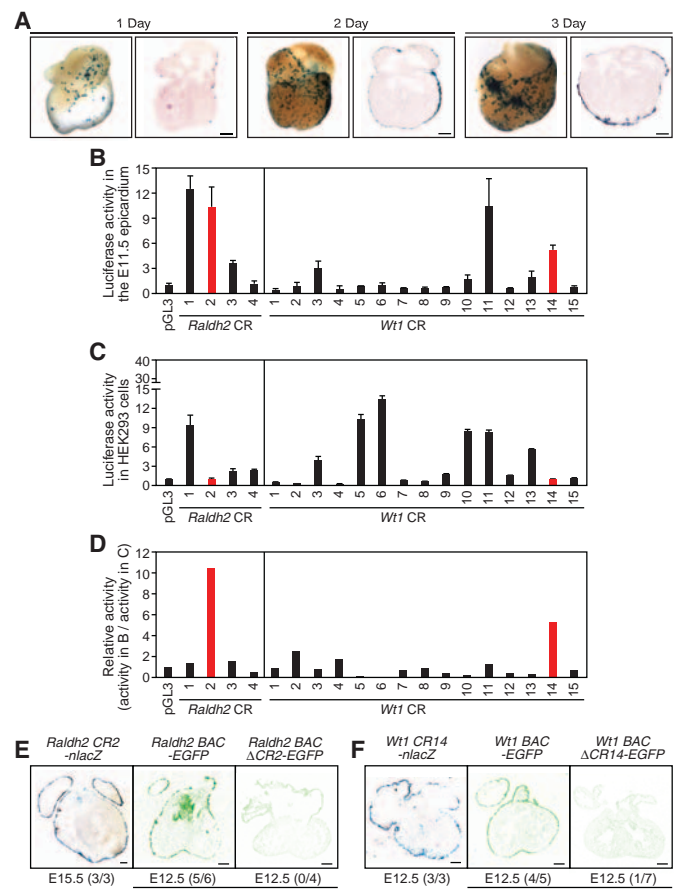 A
1 Day
2 Day
3 Day
B
Luciferase activity in
the E11.5 epicardium
15
12
9
6
3
0
pGL3
1
2
3
4
1
2
3
4
5
6
7
8
9
10
11
12
13
14
15
Raldh2 CR
Wt1 CR
C
Luciferase activity
in HEK293 cells
40
30
15
12
9
6
3
0
pGL3
1
2
3
4
1
2
3
4
5
6
7
8
9
10
11
12
13
14
15
Raldh2 CR
Wt1 CR
D
Relative activity
(activity in B / activity in C)
12
10
8
6
4
2
0
pGL3
1
2
3
4
1
2
3
4
5
6
7
8
9
10
11
12
13
14
15
Raldh2 CR
Wt1 CR
E
Raldh2 CR2
-nlacZ
Raldh2 BAC
-EGFP
Raldh2 BAC
ΔCR2-EGFP
E15.5 (3/3)
E12.5 (5/6)
E12.5 (0/4)
F
Wt1 CR14
-nlacZ
Wt1 BAC
-EGFP
Wt1 BAC
ΔCR14-EGFP
E12.5 (3/3)
E12.5 (4/5)
E12.5 (1/7)